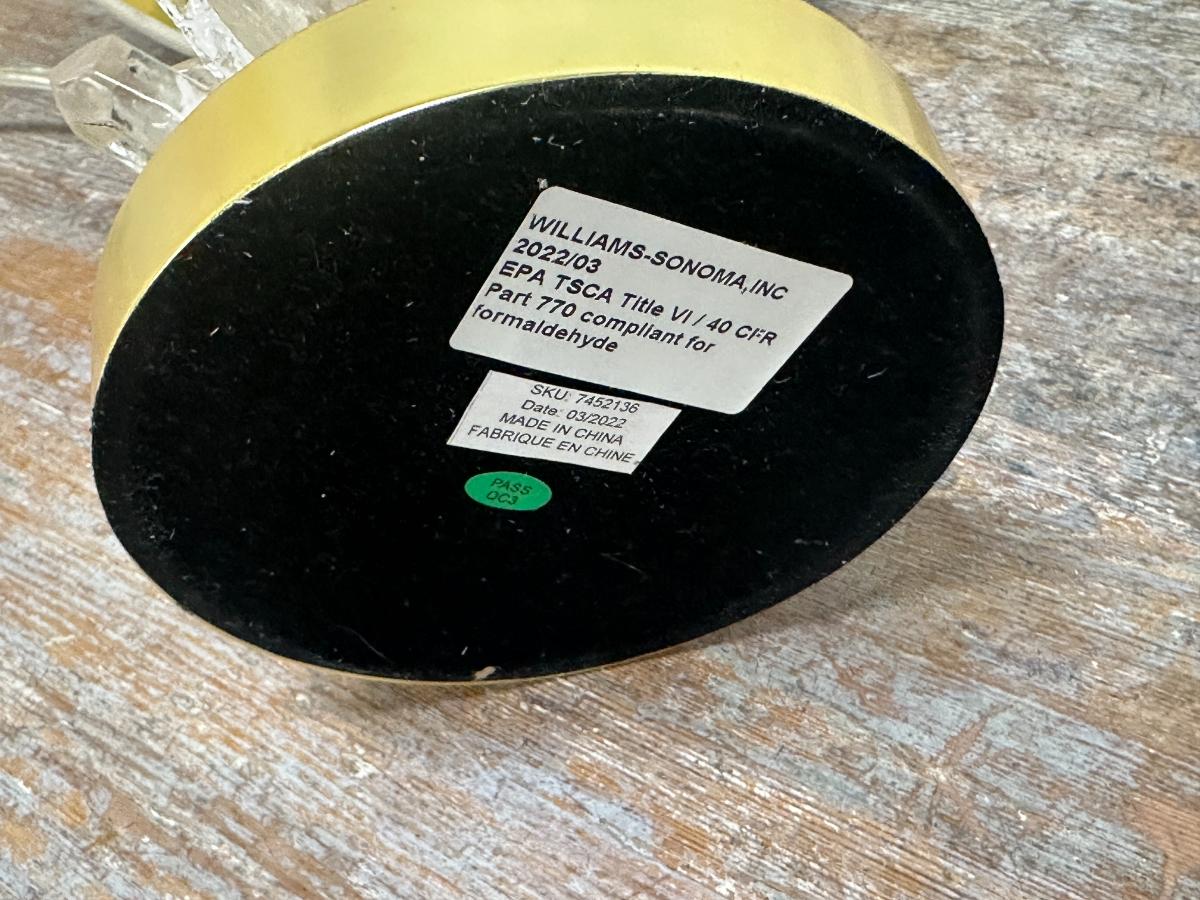 WILLIAMS-SONOMA,INC
2022/03
EPA TSCA Title VI / 40 CFR
Part 770 compliant for
formaldehyde
SKU: 7452136
Date: 03/2022
MADE IN CHINA
FABRIQUE EN CHINE
PASS
QC3